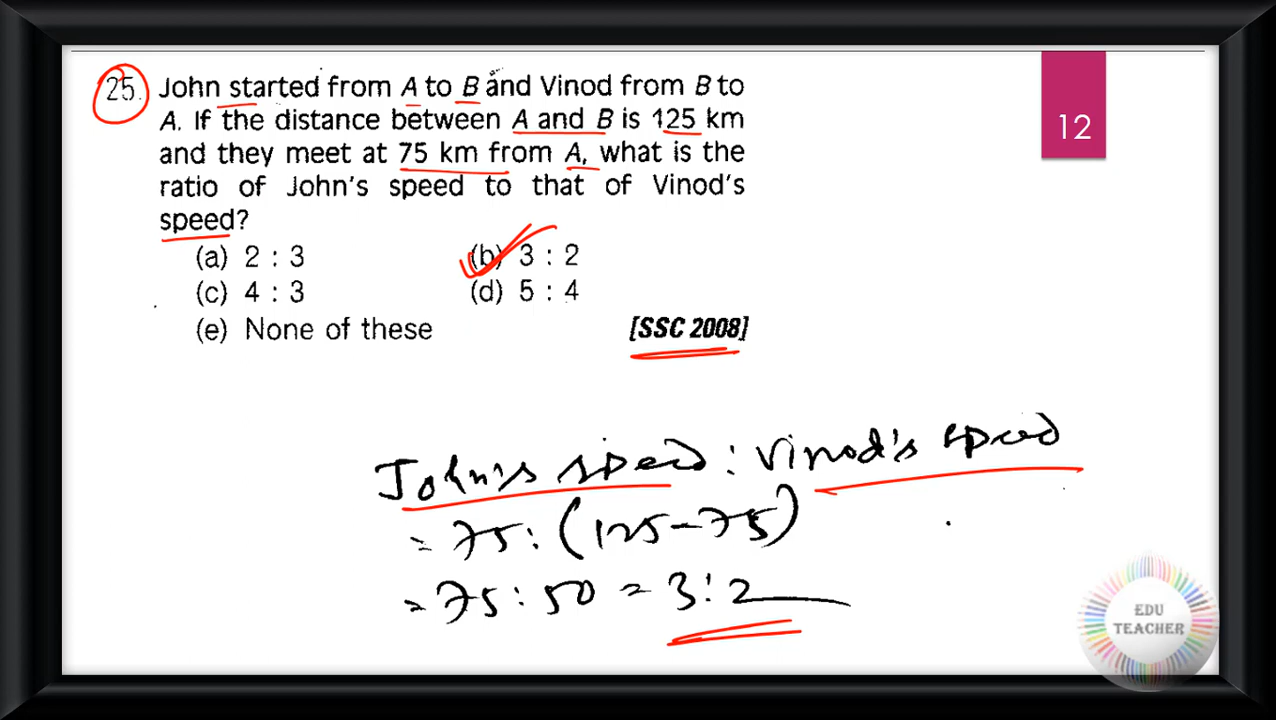 25. John started from A to B and Vinod from B to
A. If the distance between A and B is 125 km
and they meet at 75 km from A, what is the
ratio of John's speed to that of Vinod's
speed?
(a) 2 : 3 (b) 3 : 2
(c) 4 : 3 (d) 5 : 4
(e) None of these [SSC 2008]
12
John's speed : Vinod's speed
= 75 : (125-75)
= 75 : 50 = 3 : 2
EDU
TEACHER